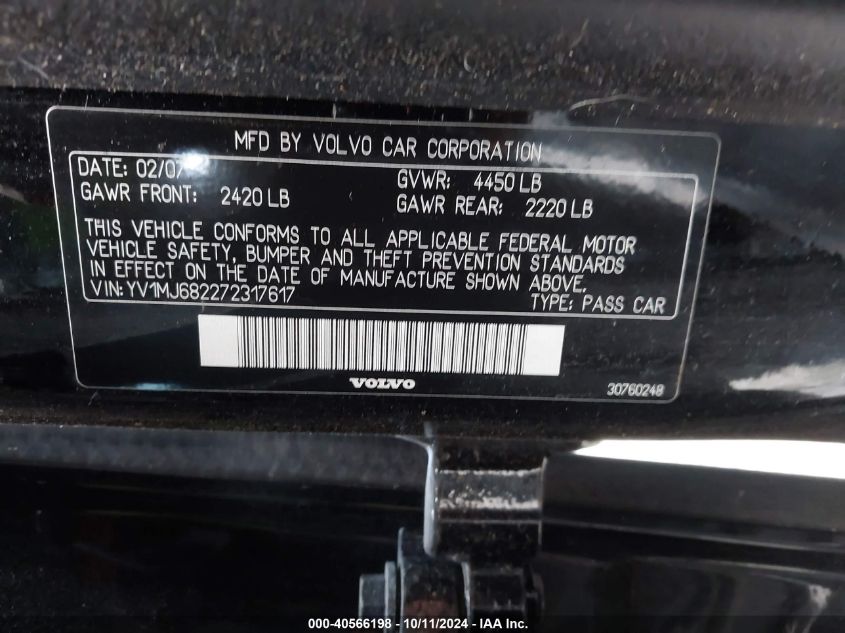 MFD BY VOLVO CAR CORPORATION
DATE: 02/07
GVWR: 4450 LB
GAWR FRONT: 2420 LB
GAWR REAR: 2220 LB
THIS VEHICLE CONFORMS TO ALL APPLICABLE FEDERAL MOTOR
VEHICLE SAFETY, BUMPER AND THEFT PREVENTION STANDARDS
IN EFFECT ON THE DATE OF MANUFACTURE SHOWN ABOVE.
VIN:YV1MJ682272317617
TYPE: PASS CAR
VOLVO
30760248
000-40566198 - 10/11/2024 - IAA Inc.